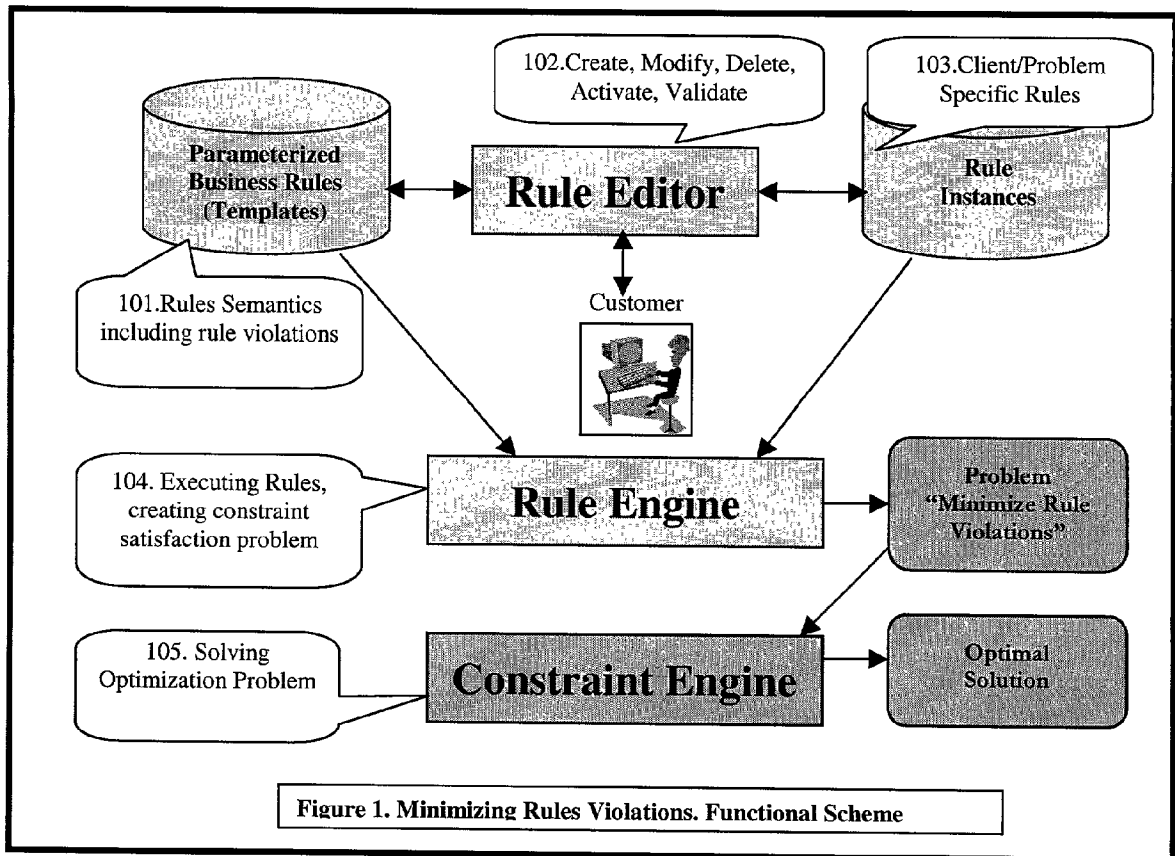 102.Create, Modify, Delete,
Activate, Validate
103.Client/Problem
Specific Rules
Parameterized
Business Rules
(Templates)
Rule Editor
Rule
Instances
101.Rules Semantics
including rule violations
Customer
104. Executing Rules,
creating constraint
satisfaction problem
Rule Engine
Problem
“Minimize Rule
Violations”
105. Solving
Optimization Problem
Constraint Engine
Optimal
Solution
Figure 1. Minimizing Rules Violations. Functional Scheme